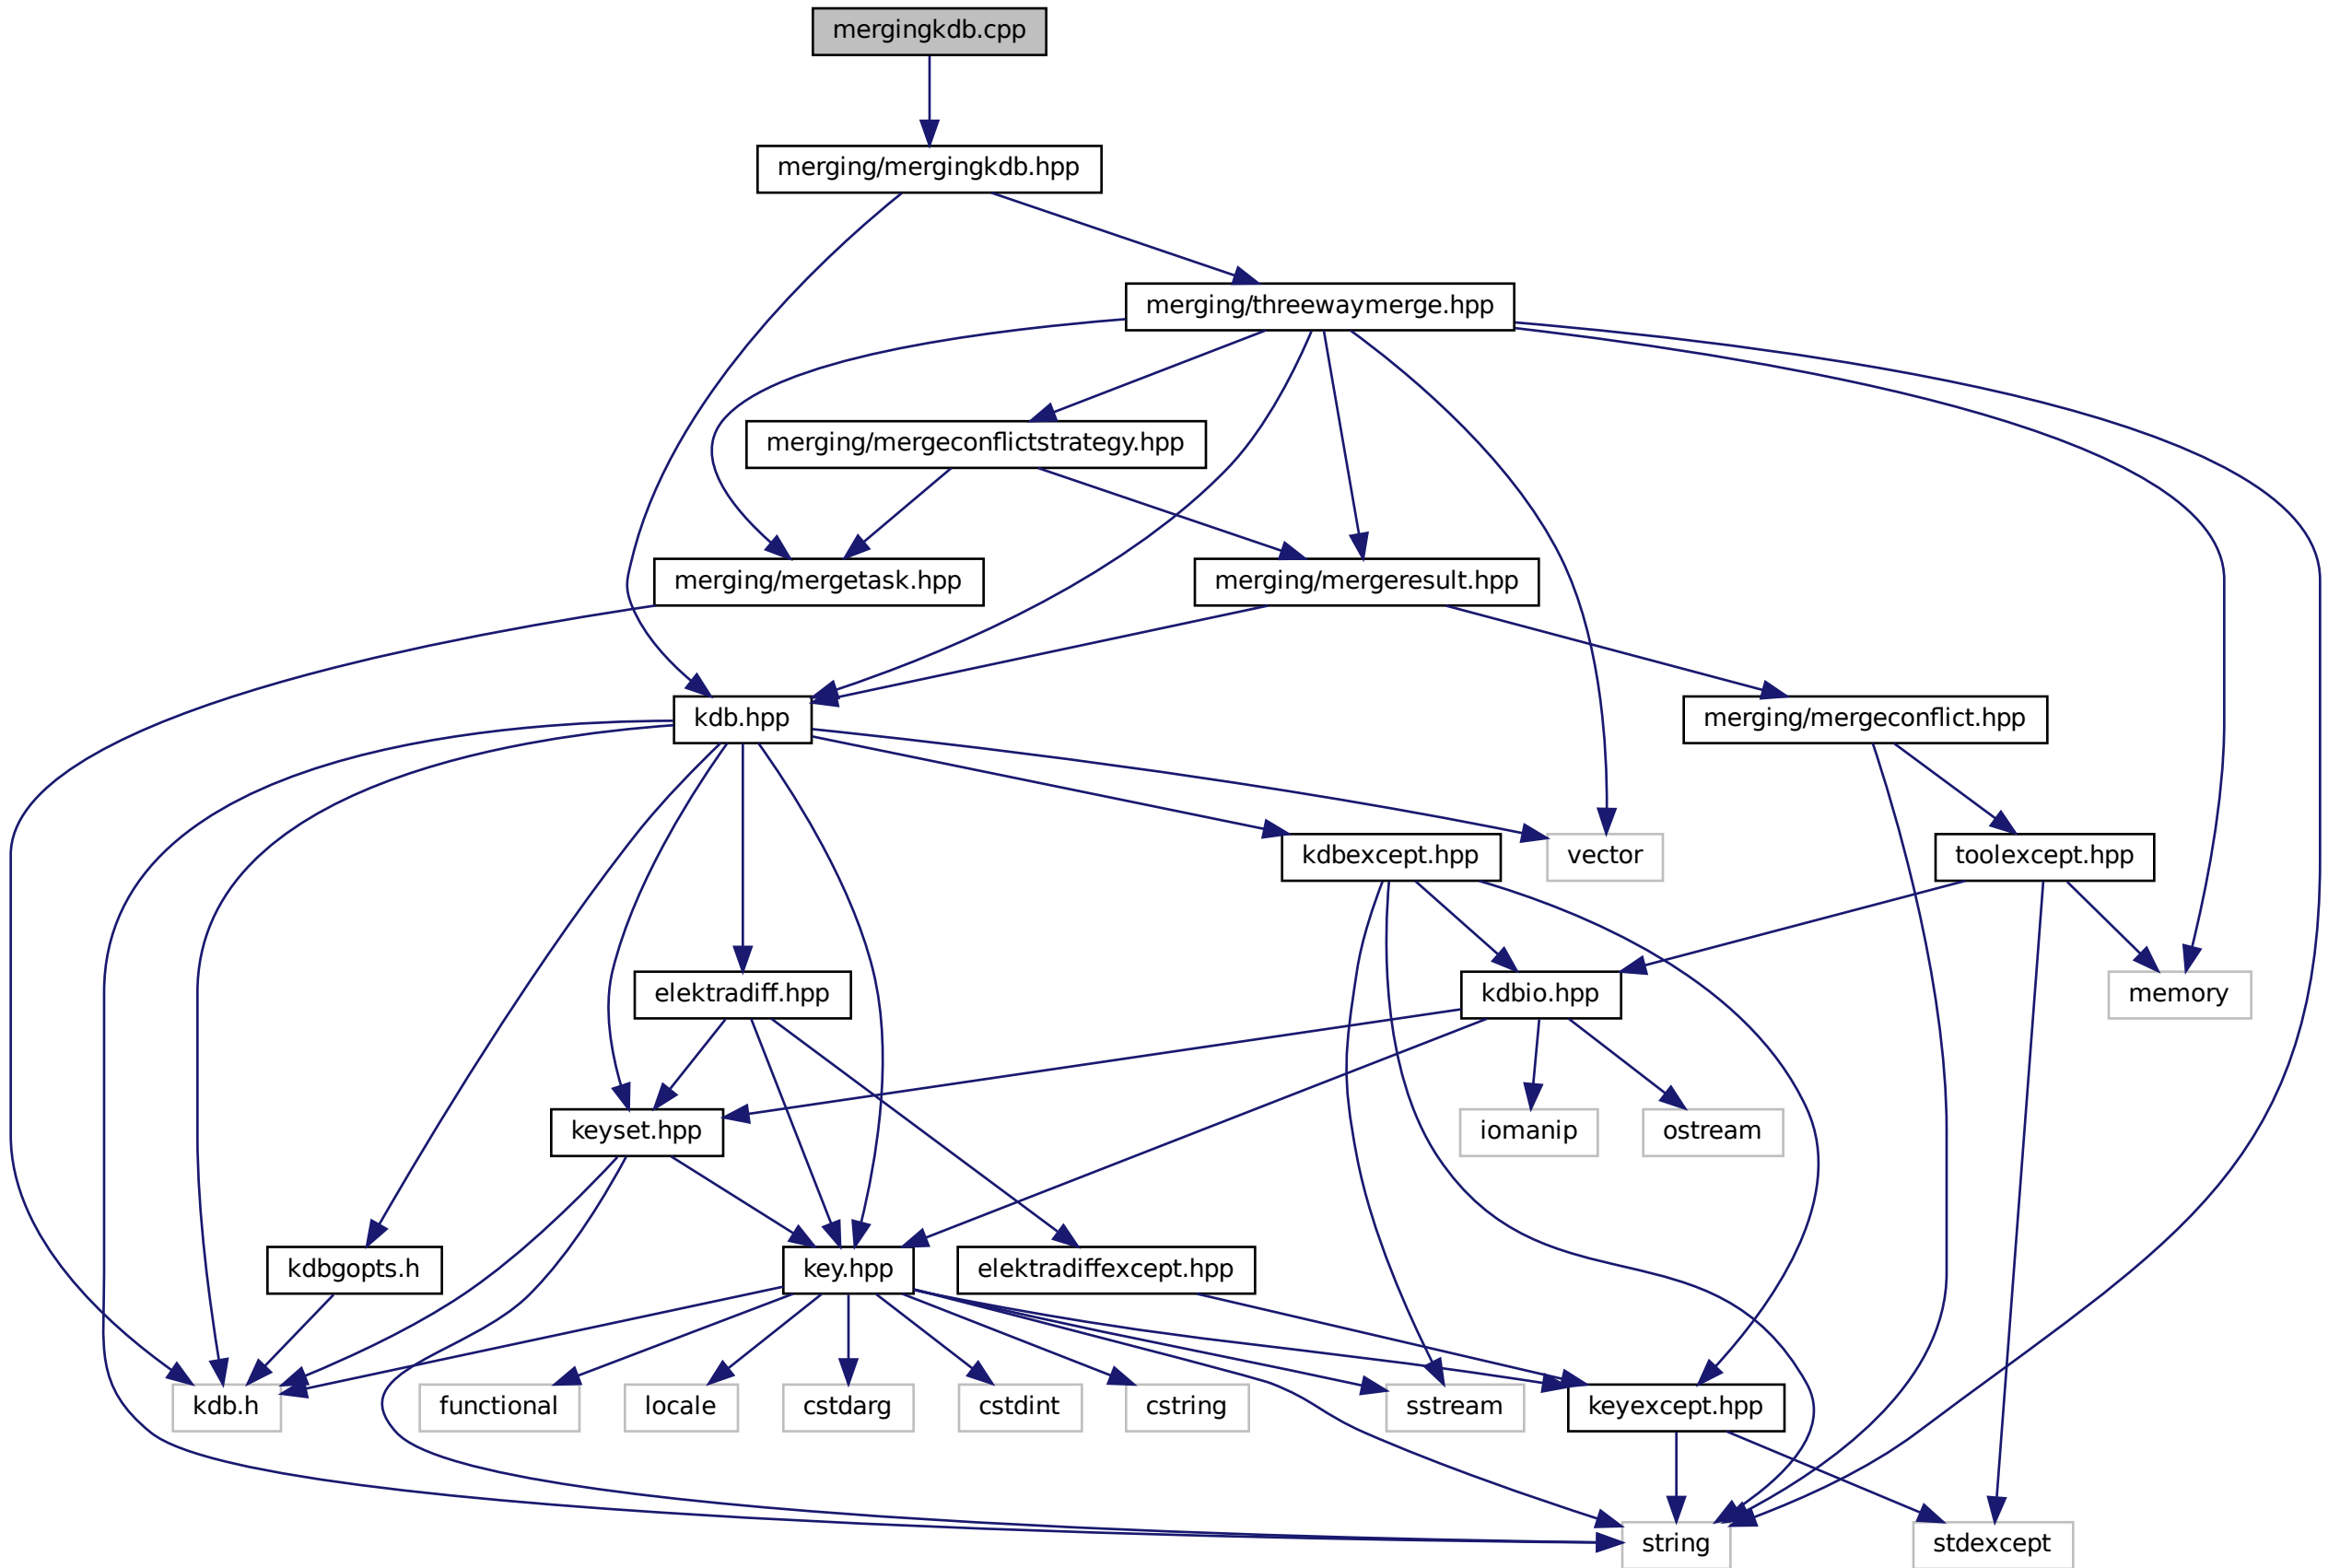 mergingkdb.cpp
merging/mergingkdb.hpp
merging/threewaymerge.hpp
merging/mergeconflictstrategy.hpp
merging/mergetask.hpp
merging/mergeresult.hpp
kdb.hpp
merging/mergeconflict.hpp
kdbexcept.hpp
vector
toolexcept.hpp
elektradiff.hpp
kdbio.hpp
memory
keyset.hpp
iomanip
ostream
kdbgopts.h
key.hpp
elektradiffexcept.hpp
kdb.h
functional
locale
cstdarg
cstdint
cstring
sstream
keyexcept.hpp
string
stdexcept